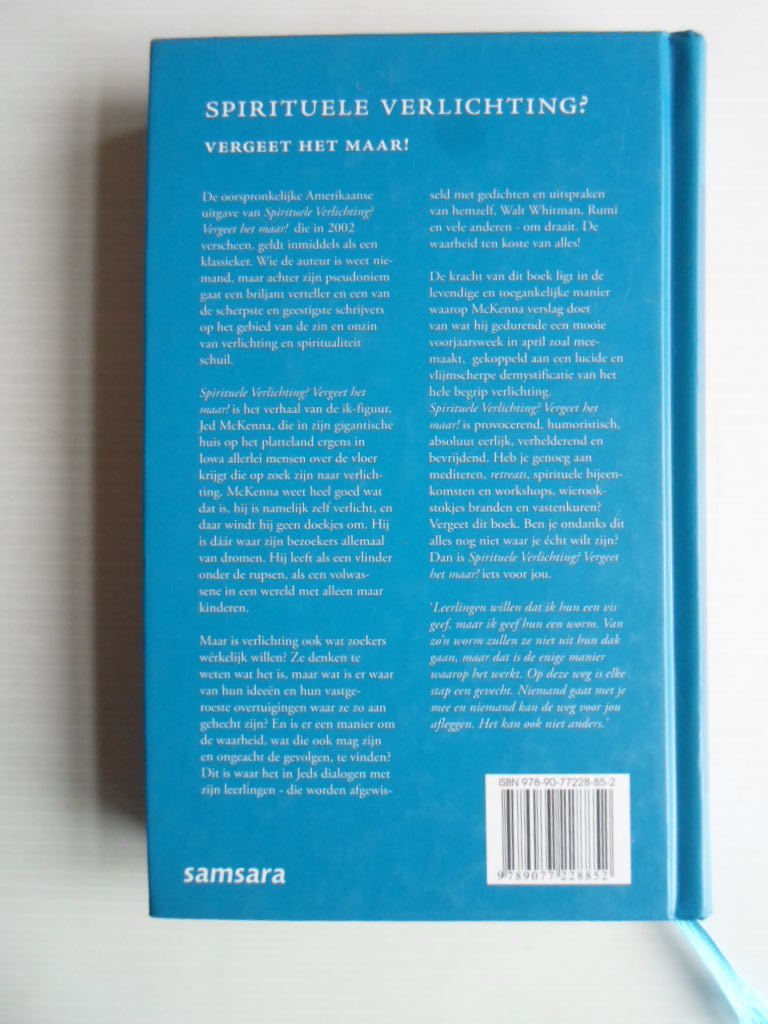 SPIRITUELE VERLICHTING?
VERGEET HET MAAR!
De oorspronkelijke Amerikaanse
uitgave van Spirituele Verlichting?
Vergeet het maar! die in 2002
verscheen, geldt inmiddels als een
klassieker. Wie de auteur is weet nie-
mand, maar achter zijn pseudoniem
gaat een briljant verteller en een van
de scherpste en geestigste schrijvers
op het gebied van de zin en onzin
van verlichting en spiritualiteit
schuil.
Spirituele Verlichting? Vergeet het
maar! is het verhaal van de ik-figuur,
Jed McKenna, die in zijn gigantische
huis op het platteland ergens in
Iowa allerlei mensen over de vloer
krijgt die op zoek zijn naar verlich-
ting. McKenna weet heel goed wat
dat is, hij is namelijk zelf verlicht, en
daar windt hij geen doekjes om. Hij
is dáár waar zijn bezoekers allemaal
van dromen. Hij leeft als een vlinder
onder de rupsen, als een volwas-
sene in een wereld met alleen maar
kinderen.
Maar is verlichting ook wat zoekers
wérkelijk willen? Ze denken te
weten wat het is, maar wat is er waar
van hun ideeën en hun vastge-
roeste overtuigingen waar ze zo aan
gehecht zijn? En is er een manier om
de waarheid, wat die ook mag zijn
en ongeacht de gevolgen, te vinden?
Dit is waar het in Jeds dialogen met
zijn leerlingen - die worden afgewis-
seld met gedichten en uitspraken
van hemzelf, Walt Whitman, Rumi
en vele anderen - om draait. De
waarheid ten koste van alles!
De kracht van dit boek ligt in de
levendige en toegankelijke manier
waarop McKenna verslag doet
van wat hij gedurende een mooie
voorjaarsweek in april zoal mee-
maakt, gekoppeld aan een lucide en
vlijmscherpe demystificatie van het
hele begrip verlichting.
Spirituele Verlichting? Vergeet het
maar! is provocerend, humoristisch,
absoluut eerlijk, verhelderend en
bevrijdend. Heb je genoeg aan
mediteren, retreats, spirituele bijeen-
komsten en workshops, wierook-
stokjes branden en vastenkuren?
Vergeet dit boek. Ben je ondanks dit
alles nog niet waar je écht wilt zijn?
Dan is Spirituele Verlichting? Vergeet
het maar! iets voor jou.
'Leerlingen willen dat ik hun een vis
geef, maar ik geef hun een worm. Van
zo'n worm zullen ze niet uit hun dak
gaan, maar dat is de enige manier
waarop het werkt. Op deze weg is elke
stap een gevecht. Niemand gaat met je
mee en niemand kan de weg voor jou
afleggen. Het kan ook niet anders.'
ISBN 978-90-77228-85-2
9 789077 228852
samsara